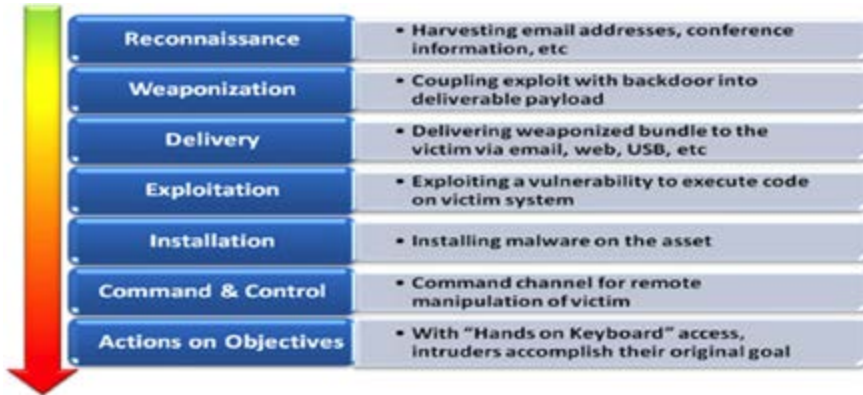 Reconnaissance
• Harvesting email addresses, conference
information, etc
Weaponization
• Coupling exploit with backdoor into
deliverable payload
Delivery
• Delivering weaponized bundle to the
victim via email, web, USB, etc
Exploitation
• Exploiting a vulnerability to execute code
on victim system
Installation
• Installing malware on the asset
Command & Control
• Command channel for remote
manipulation of victim
Actions on Objectives
• With “Hands on Keyboard” access,
intruders accomplish their original goal